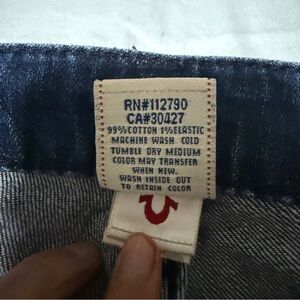 RN#112790
CA#30427
99%COTTON 1%ELASTIC
MACHINE WASH COLD
TUMBLE DRY MEDIUM
COLOR MAY TRANSFER
WHEN NEW.
WASH INSIDE OUT
TO RETAIN COLOR